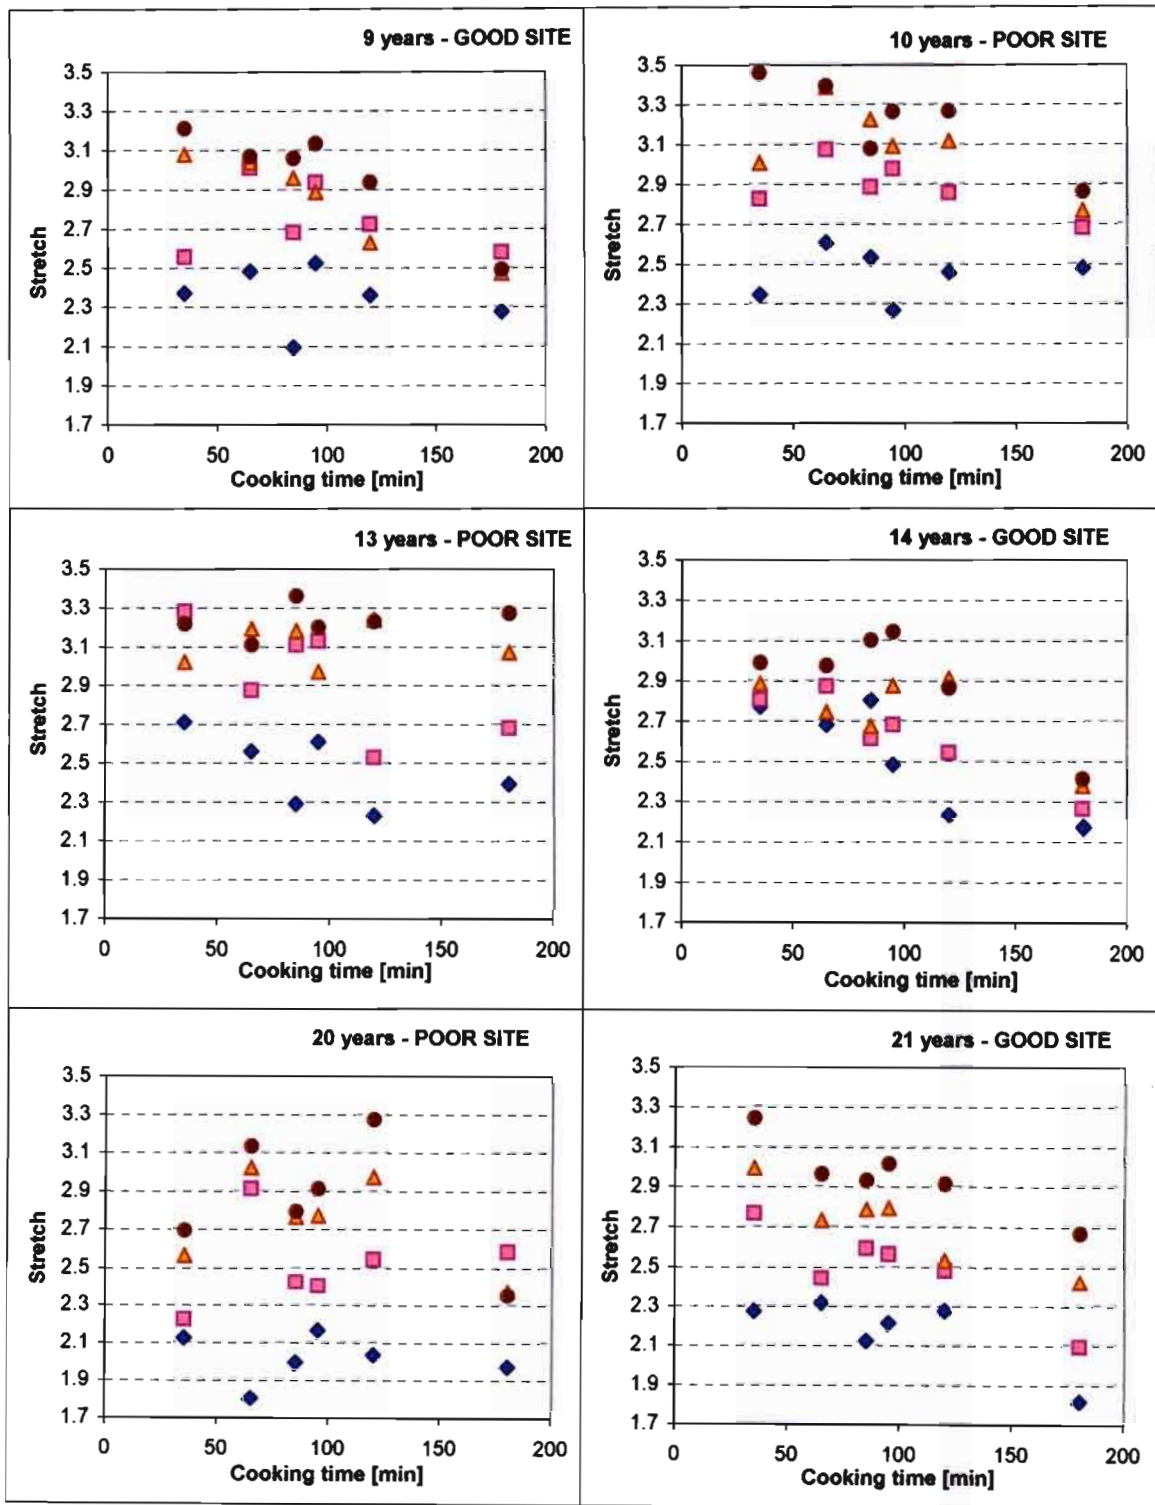 9 years - GOOD SITE
3.5
3.3
3.1
2.9
2.7
2.5
2.3
2.1
1.9
1.7
Stretch
0 50 100 150 200
Cooking time [min]
10 years - POOR SITE
3.5
3.3
3.1
2.9
2.7
2.5
2.3
2.1
1.9
1.7
Stretch
0 50 100 150 200
Cooking time [min]
13 years - POOR SITE
3.5
3.3
3.1
2.9
2.7
2.5
2.3
2.1
1.9
1.7
Stretch
0 50 100 150 200
Cooking time [min]
14 years - GOOD SITE
3.5
3.3
3.1
2.9
2.7
2.5
2.3
2.1
1.9
1.7
Stretch
0 50 100 150 200
Cooking time [min]
20 years - POOR SITE
3.5
3.3
3.1
2.9
2.7
2.5
2.3
2.1
1.9
1.7
Stretch
0 50 100 150 200
Cooking time [min]
21 years - GOOD SITE
3.5
3.3
3.1
2.9
2.7
2.5
2.3
2.1
1.9
1.7
Stretch
0 50 100 150 200
Cooking time [min]